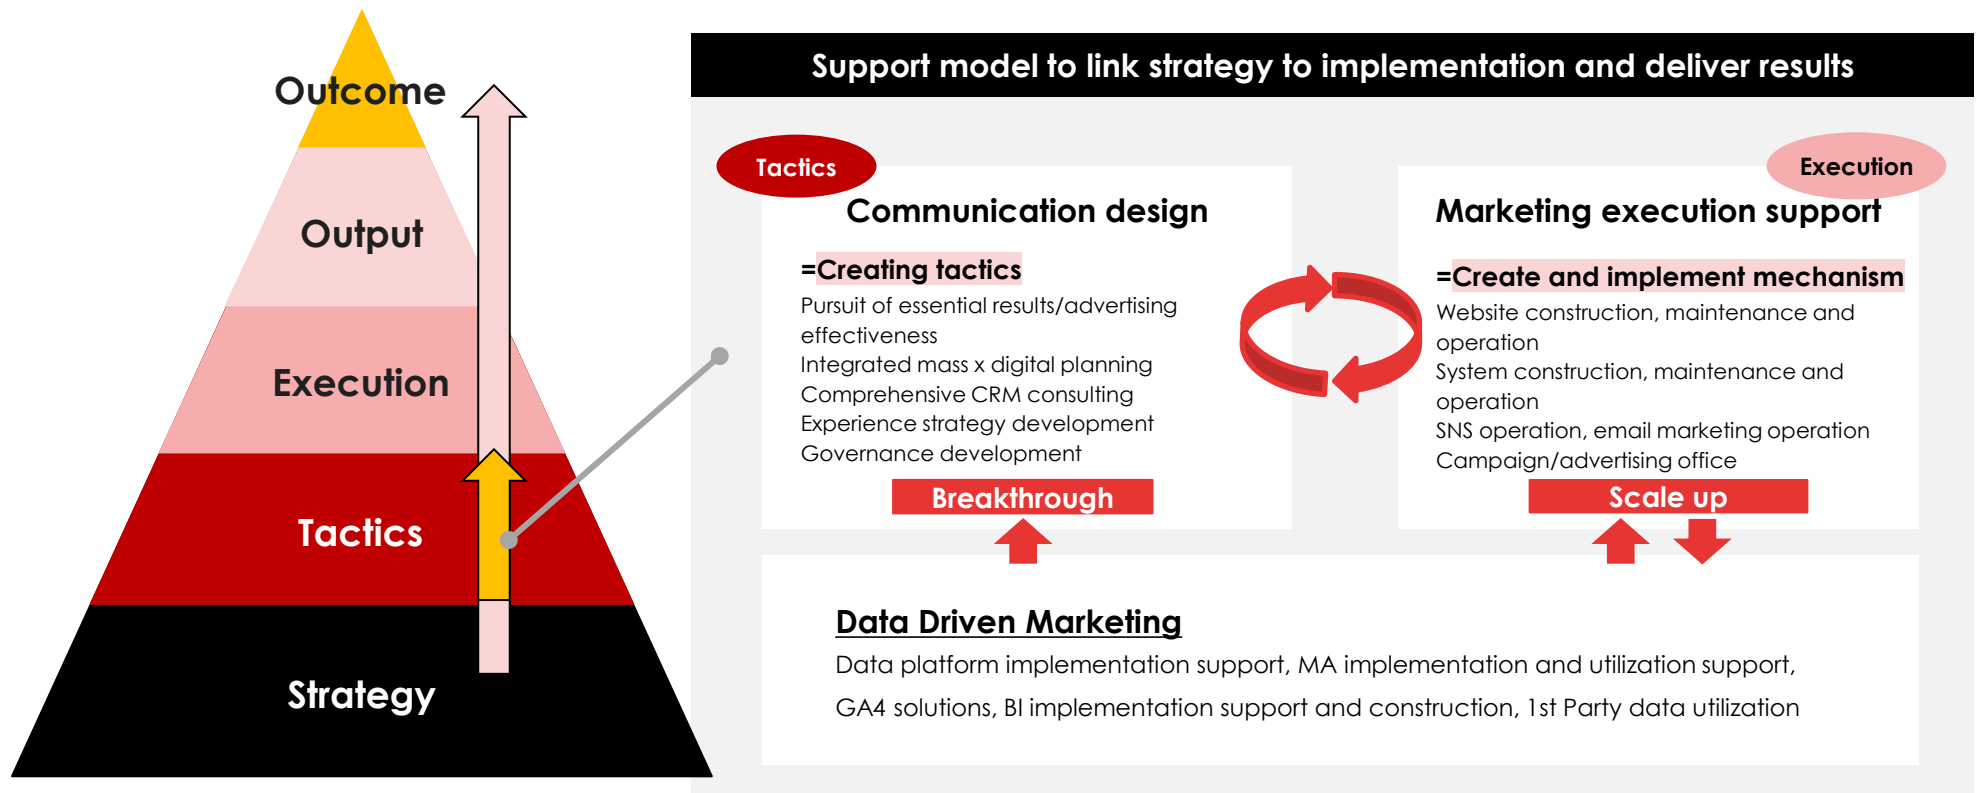 Outcome
Output
Execution
Tactics
Strategy
Support model to link strategy to implementation and deliver results
Tactics
Communication design
=Creating tactics
Pursuit of essential results/advertising
effectiveness
Integrated mass x digital planning
Comprehensive CRM consulting
Experience strategy development
Governance development
Breakthrough
Execution
Marketing execution support
=Create and implement mechanism
Website construction, maintenance and
operation
System construction, maintenance and
operation
SNS operation, email marketing operation
Campaign/advertising office
Scale up
Data Driven Marketing
Data platform implementation support, MA implementation and utilization support,
GA4 solutions, BI implementation support and construction, 1st Party data utilization